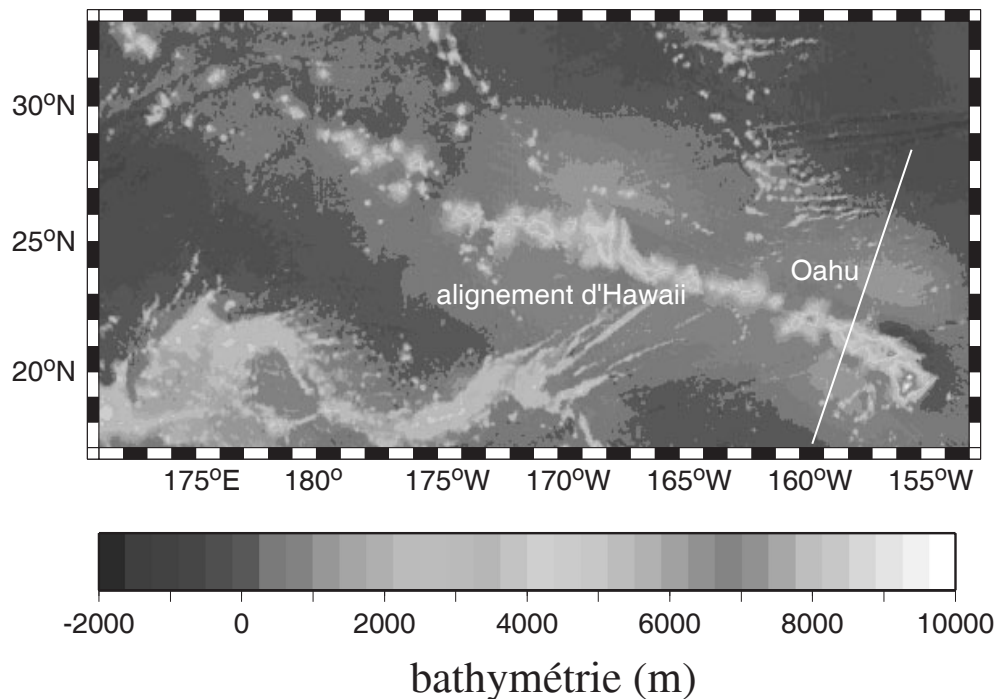 30°N
25°N
20°N
Oahu
alignement d'Hawaii
175°E 180° 175°W 170°W 165°W 160°W 155°W
-2000 0 2000 4000 6000 8000 10000
bathymétrie (m)